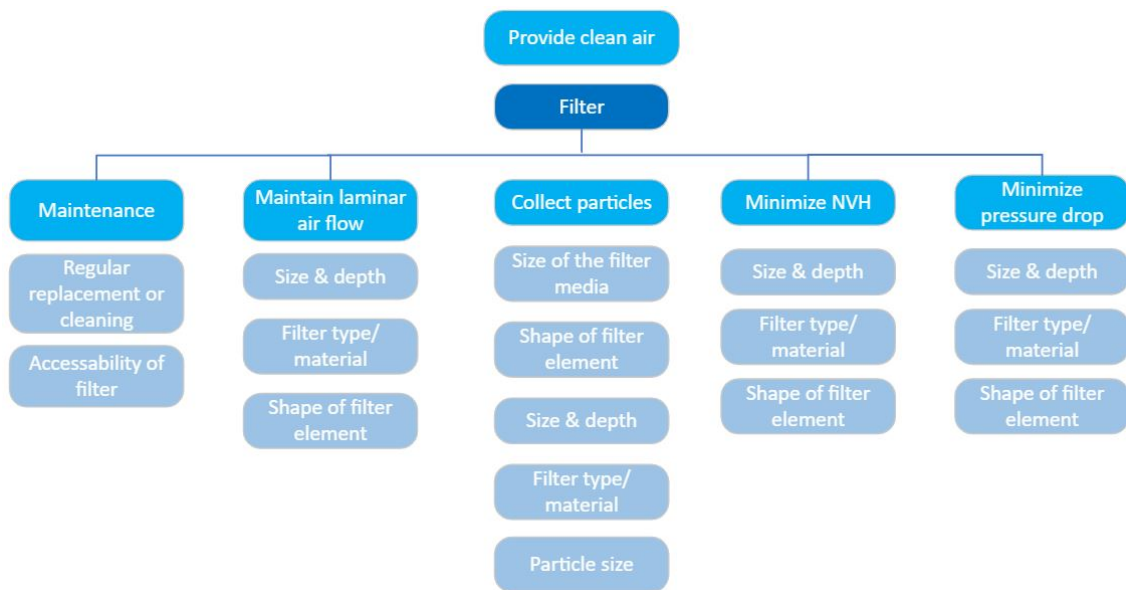 Provide clean air
Filter
Maintenance
Regular
replacement or
cleaning
Accessability of
filter
Maintain laminar
air flow
Size & depth
Filter type/
material
Shape of filter
element
Collect particles
Size of the filter
media
Shape of filter
element
Size & depth
Filter type/
material
Particle size
Minimize NVH
Size & depth
Filter type/
material
Shape of filter
element
Minimize
pressure drop
Size & depth
Filter type/
material
Shape of filter
element